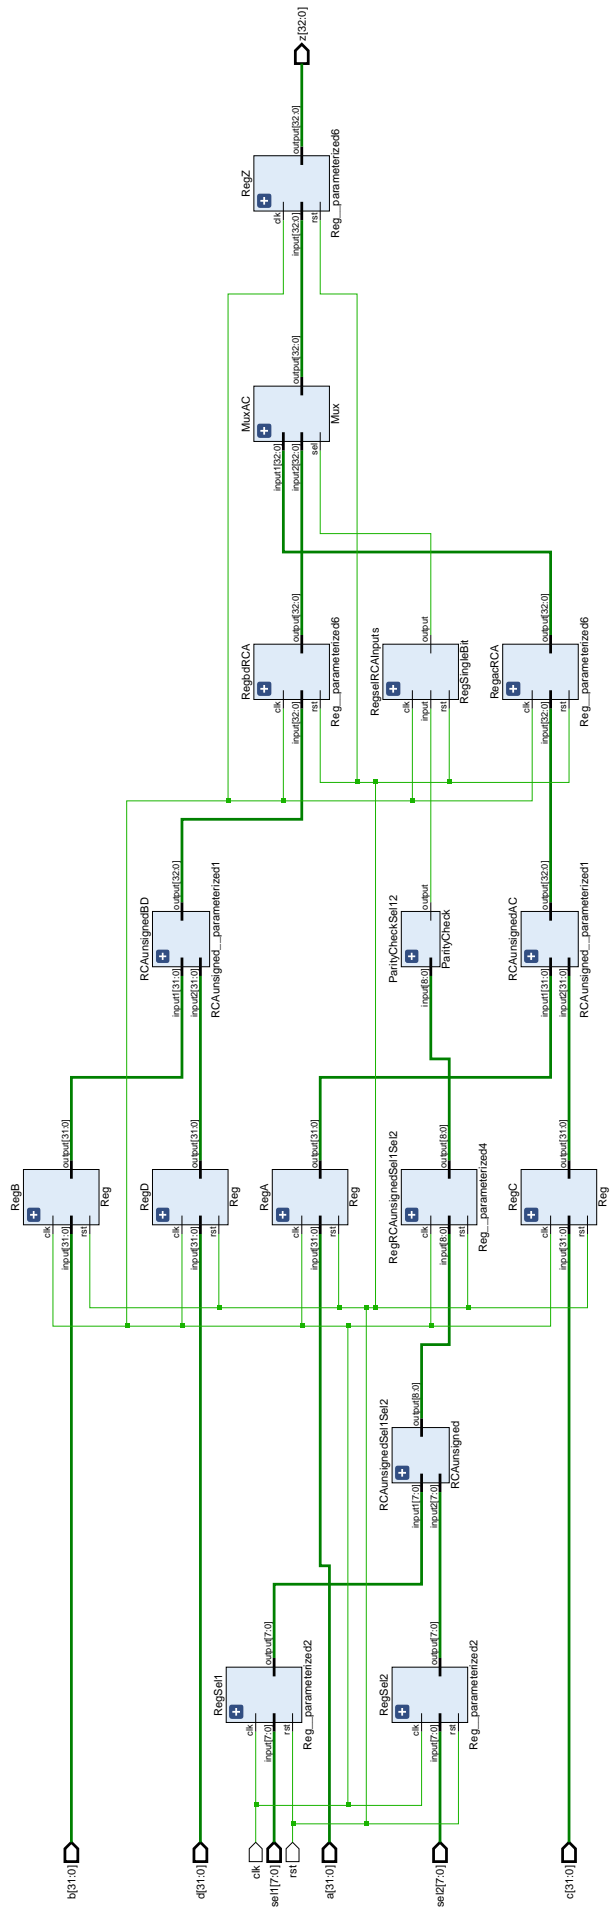 b[31:0]
d[31:0]
clk
sel1[7:0]
rst
a[31:0]
sel2[7:0]
c[31:0]
RegSel1
clk
input[7:0]
rst
output[7:0]
Reg__parameterized2
RegSel2
clk
input[7:0]
rst
output[7:0]
Reg__parameterized2
RCAunsignedSel1Sel2
input1[7:0]
input2[7:0]
output[8:0]
RCAunsigned
RegB
clk
input[31:0]
rst
output[31:0]
Reg
RegD
clk
input[31:0]
rst
output[31:0]
Reg
RegA
clk
input[31:0]
rst
output[31:0]
Reg
RegRCAunsignedSel1Sel2
clk
input[8:0]
rst
output[8:0]
Reg__parameterized4
RegC
clk
input[31:0]
rst
output[31:0]
Reg
RCAunsignedBD
input1[31:0]
input2[31:0]
output[32:0]
RCAunsigned__parameterized1
ParityCheckSel12
input[8:0]
output
ParityCheck
RCAunsignedAC
input1[31:0]
input2[31:0]
output[32:0]
RCAunsigned__parameterized1
RegbdRCA
clk
input[32:0]
rst
output[32:0]
Reg__parameterized6
RegselRCAInputs
clk
input
rst
output
RegSingleBit
RegacRCA
clk
input[32:0]
rst
output[32:0]
Reg__parameterized6
MuxAC
input1[32:0]
input2[32:0]
sel
output[32:0]
Mux
RegZ
clk
input[32:0]
rst
output[32:0]
Reg__parameterized6
z[32:0]